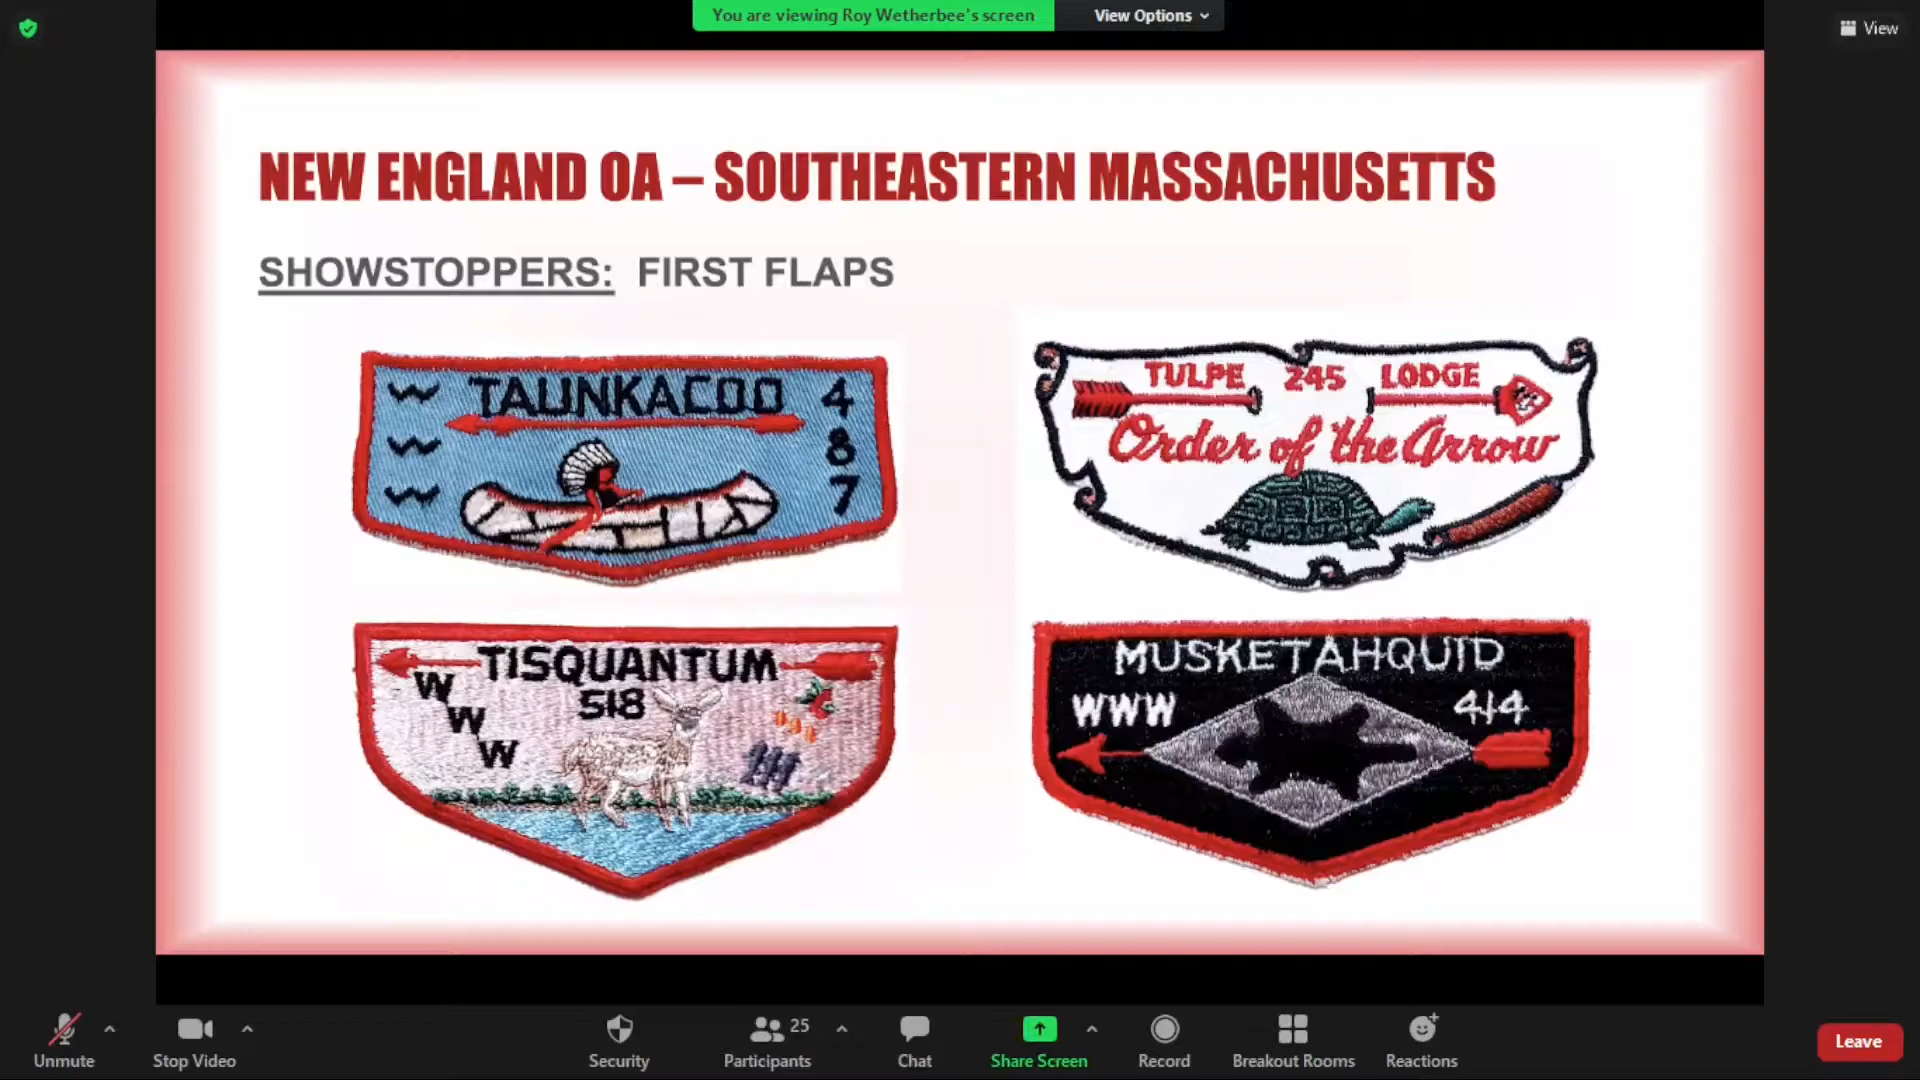 You are viewing Roy Wetherbee's screen
View Options
View
NEW ENGLAND OA – SOUTHEASTERN MASSACHUSETTS
SHOWSTOPPERS: FIRST FLAPS
W TAUNKACOO 4
W 8
W 7
TULPE 245 LODGE
Order of the Arrow
TISQUANTUM
W 518
W
W
MUSKETAHQUID
WWW 414
Unmute
Stop Video
Security
Participants 25
Chat
Share Screen
Record
Breakout Rooms
Reactions
Leave